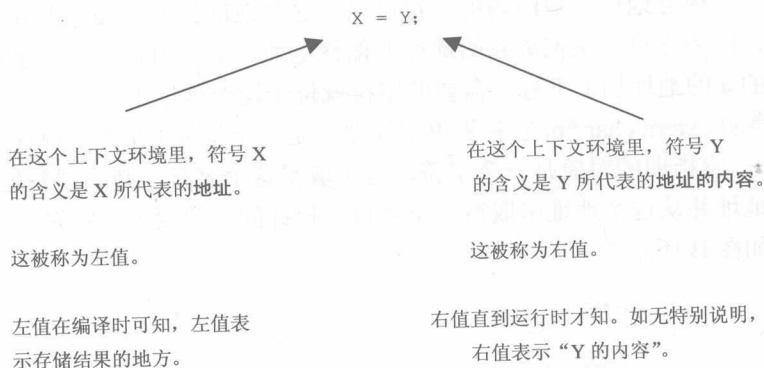 X = Y;
在这个上下文环境里，符号 X
的含义是 X 所代表的地址。
这被称为左值。
左值在编译时可知，左值表
示存储结果的地方。
在这个上下文环境里，符号 Y
的含义是 Y 所代表的地址的内容。
这被称为右值。
右值直到运行时才知。如无特别说明，
右值表示“Y 的内容”。